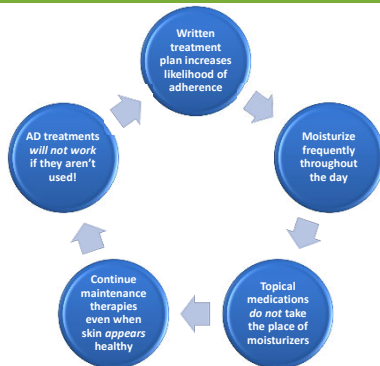 Written
treatment
plan increases
likelihood of
adherence
Moisturize
frequently
throughout
the day
Topical
medications
do not take
the place of
moisturizers
Continue
maintenance
therapies
even when
skin appears
healthy
AD treatments
will not work
if they aren't
used!